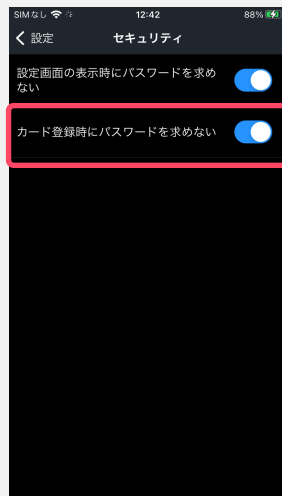 SIMなし 12:42 88%
設定 セキュリティ
設定画面の表示時にパスワードを求め
ない
カード登録時にパスワードを求めない